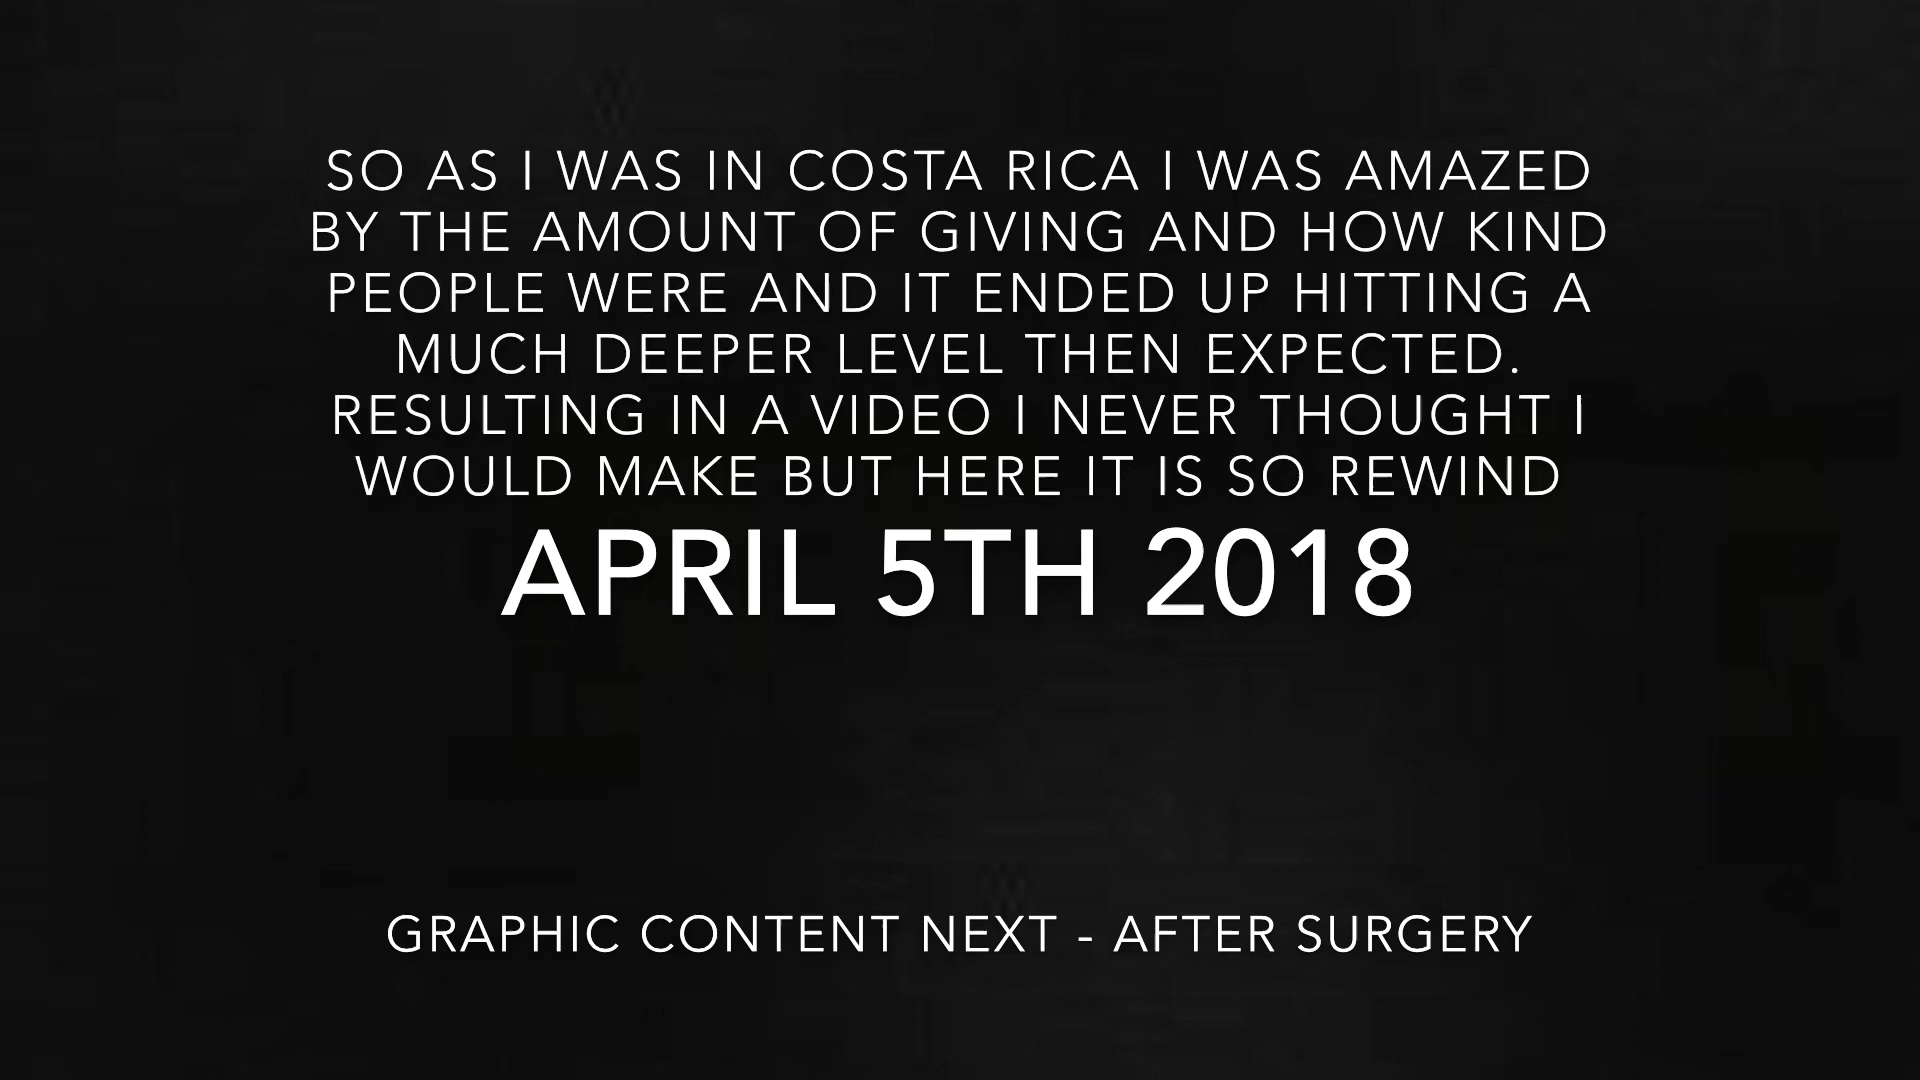 SO AS I WAS IN COSTA RICA I WAS AMAZED
BY THE AMOUNT OF GIVING AND HOW KIND
PEOPLE WERE AND IT ENDED UP HITTING A
MUCH DEEPER LEVEL THEN EXPECTED.
RESULTING IN A VIDEO I NEVER THOUGHT I
WOULD MAKE BUT HERE IT IS SO REWIND
APRIL 5TH 2018
GRAPHIC CONTENT NEXT - AFTER SURGERY